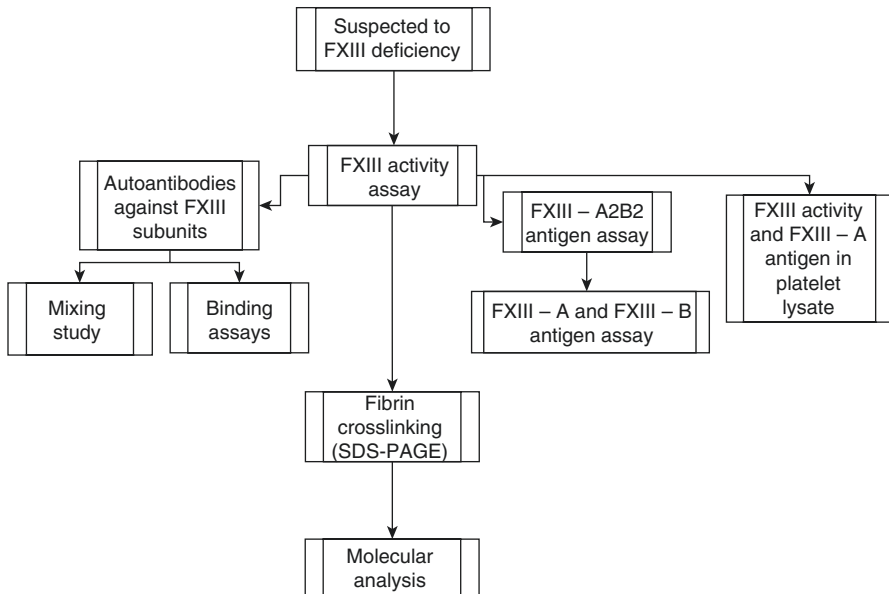 Suspected to
FXIII deficiency
FXIII activity
assay
Autoantibodies
against FXIII
subunits
Mixing
study
Binding
assays
FXIII – A2B2
antigen assay
FXIII – A and FXIII – B
antigen assay
FXIII activity
and FXIII – A
antigen in
platelet
lysate
Fibrin
crosslinking
(SDS-PAGE)
Molecular
analysis